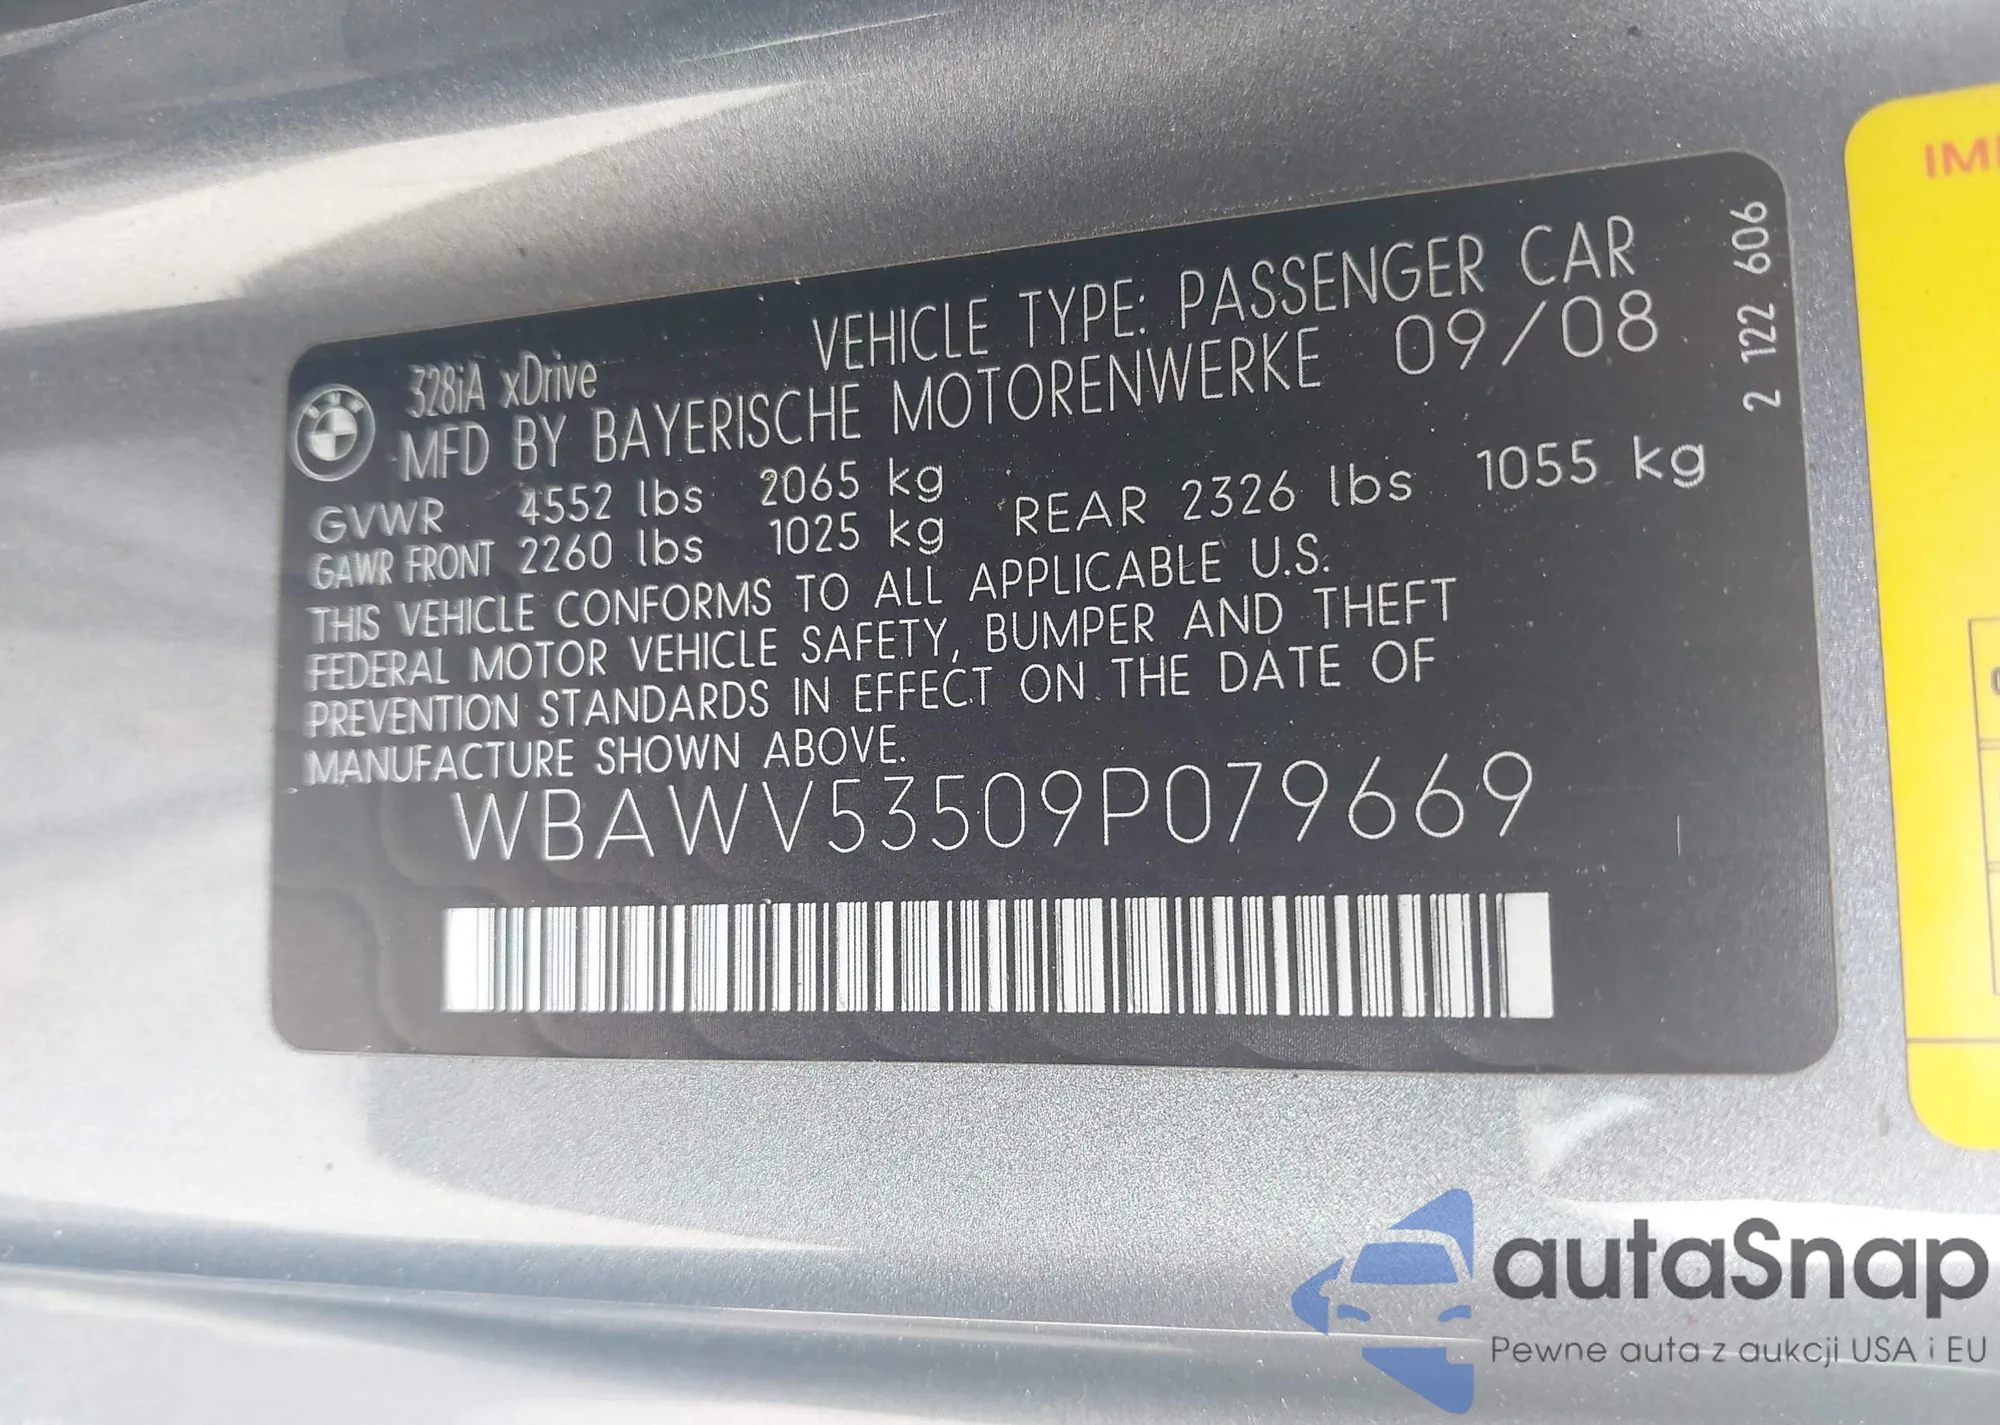 328iA xDrive VEHICLE TYPE: PASSENGER CAR
MFD BY BAYERISCHE MOTORENWERKE 09/08
GVWR 4552 lbs 2065 kg
GAWR FRONT 2260 lbs 1025 kg REAR 2326 lbs 1055 kg
THIS VEHICLE CONFORMS TO ALL APPLICABLE U.S.
FEDERAL MOTOR VEHICLE SAFETY, BUMPER AND THEFT
PREVENTION STANDARDS IN EFFECT ON THE DATE OF
MANUFACTURE SHOWN ABOVE.
WBAWV53509P079669
2 122 606
autaSnap
Pewne auta z aukcji USA i EU